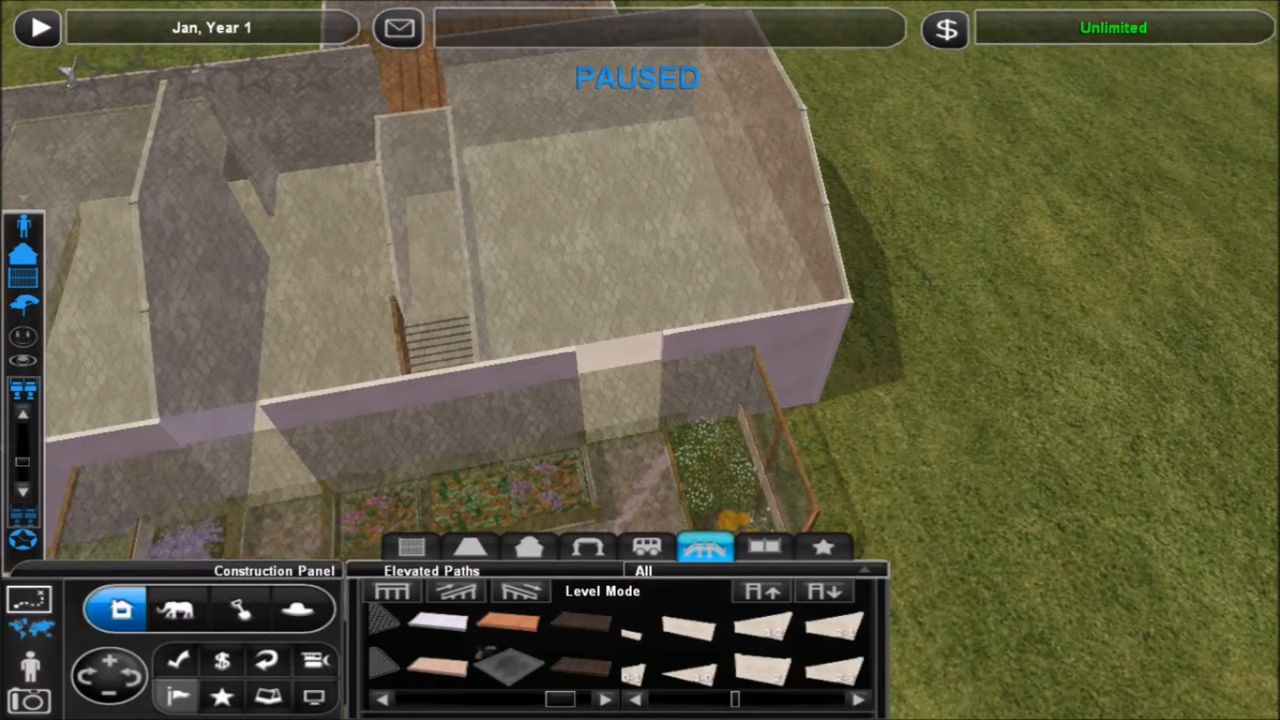 Jan, Year 1
$
Unlimited
PAUSED
Construction Panel
Elevated Paths
All
Level Mode
$